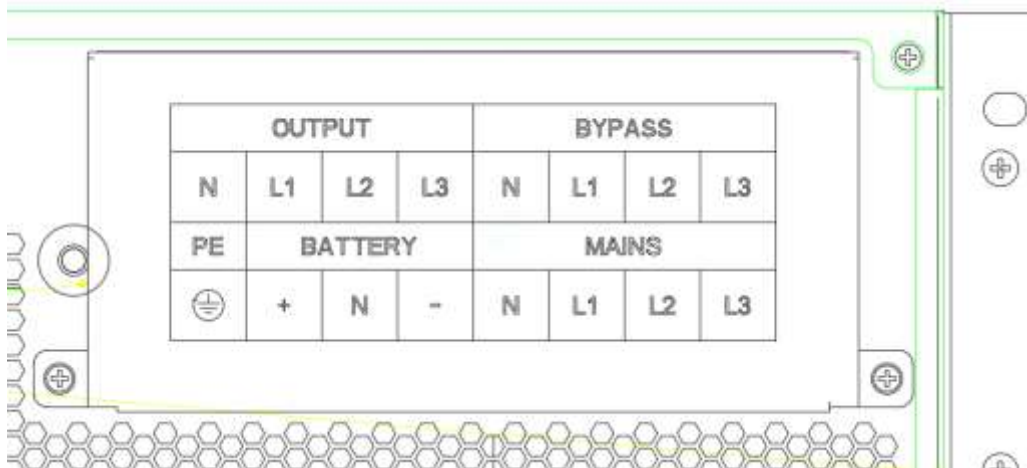 OUTPUT BYPASS
N L1 L2 L3 N L1 L2 L3
PE BATTERY MAINS
+ N - N L1 L2 L3